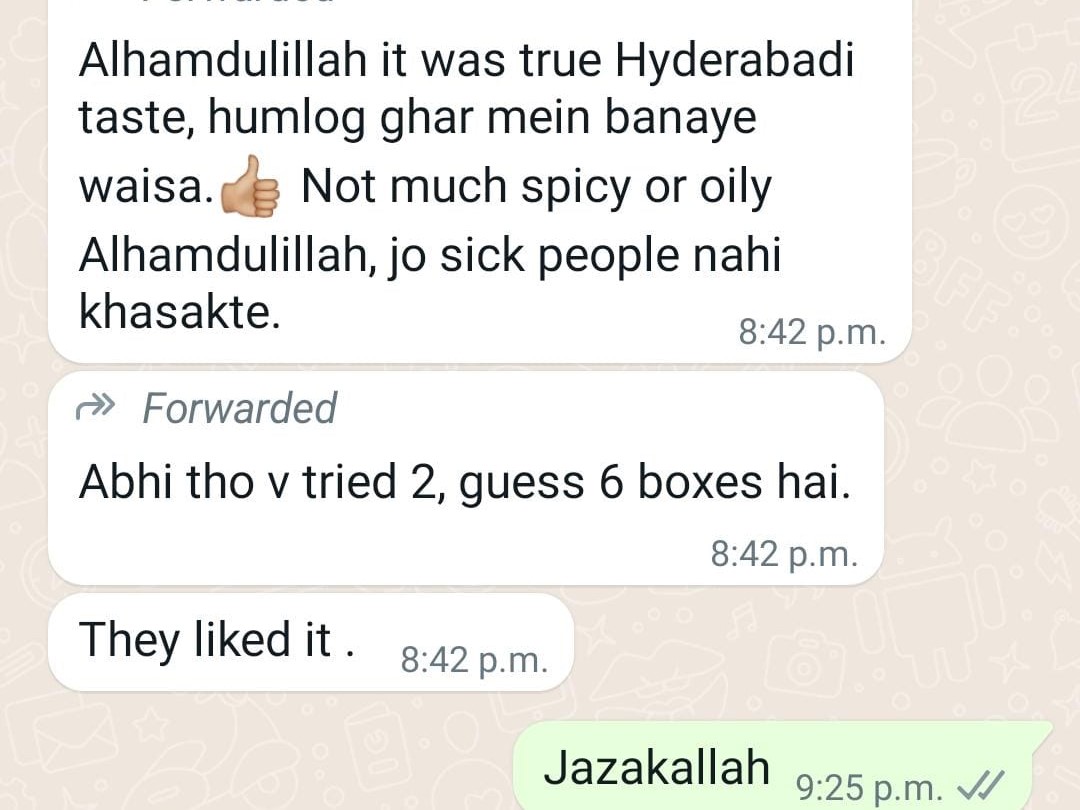 Alhamdulillah it was true Hyderabadi
taste, humlog ghar mein banaye
waisa.👍🏼 Not much spicy or oily
Alhamdulillah, jo sick people nahi
khasakte.
8:42 p.m.
Forwarded
Abhi tho v tried 2, guess 6 boxes hai.
8:42 p.m.
They liked it . 8:42 p.m.
Jazakallah 9:25 p.m.